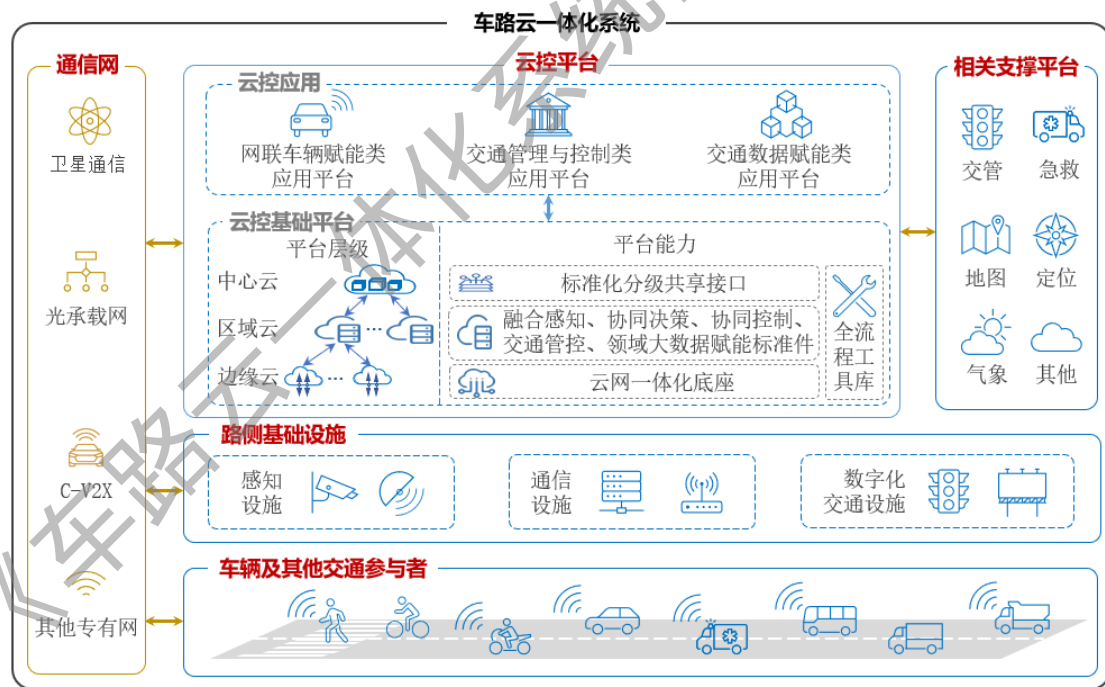 车路云一体化系统
通信网
卫星通信
光承载网
C-V2X
其他专有网
云控平台
云控应用
网联车辆赋能类
应用平台
交通管理与控制类
应用平台
交通数据赋能类
应用平台
云控基础平台
平台层级
中心云
区域云
...
...
边缘云
...
平台能力
标准化分级共享接口
融合感知、协同决策、协同控制、
交通管控、领域大数据赋能标准件
云网一体化底座
全流
程工
具库
相关支撑平台
交管
急救
地图
定位
气象
其他
路侧基础设施
感知
设施
通信
设施
数字化
交通设施
车辆及其他交通参与者
《车路云一体化系统